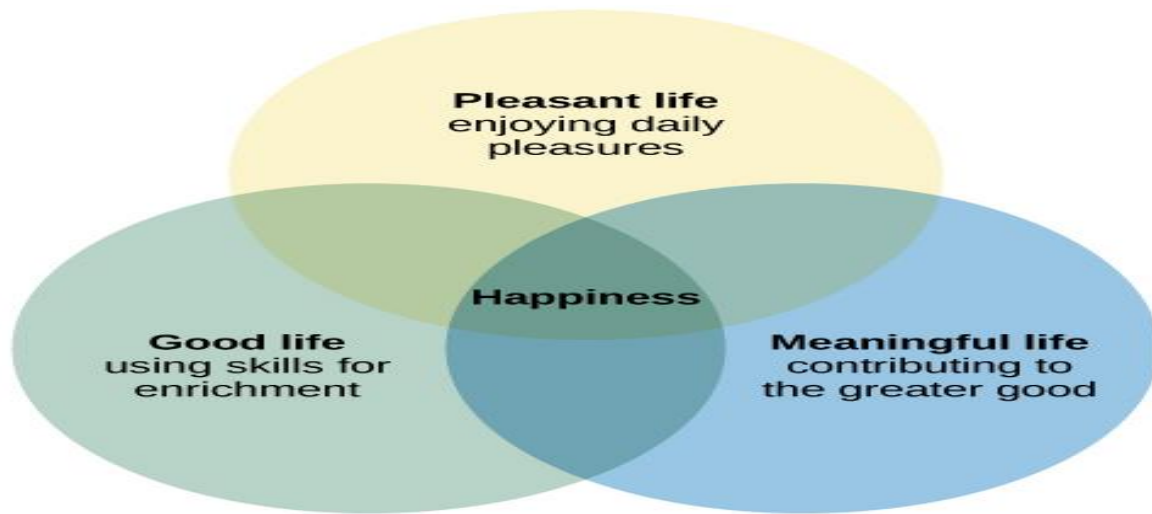 Pleasant life
enjoying daily
pleasures
Happiness
Good life
using skills for
enrichment
Meaningful life
contributing to
the greater good